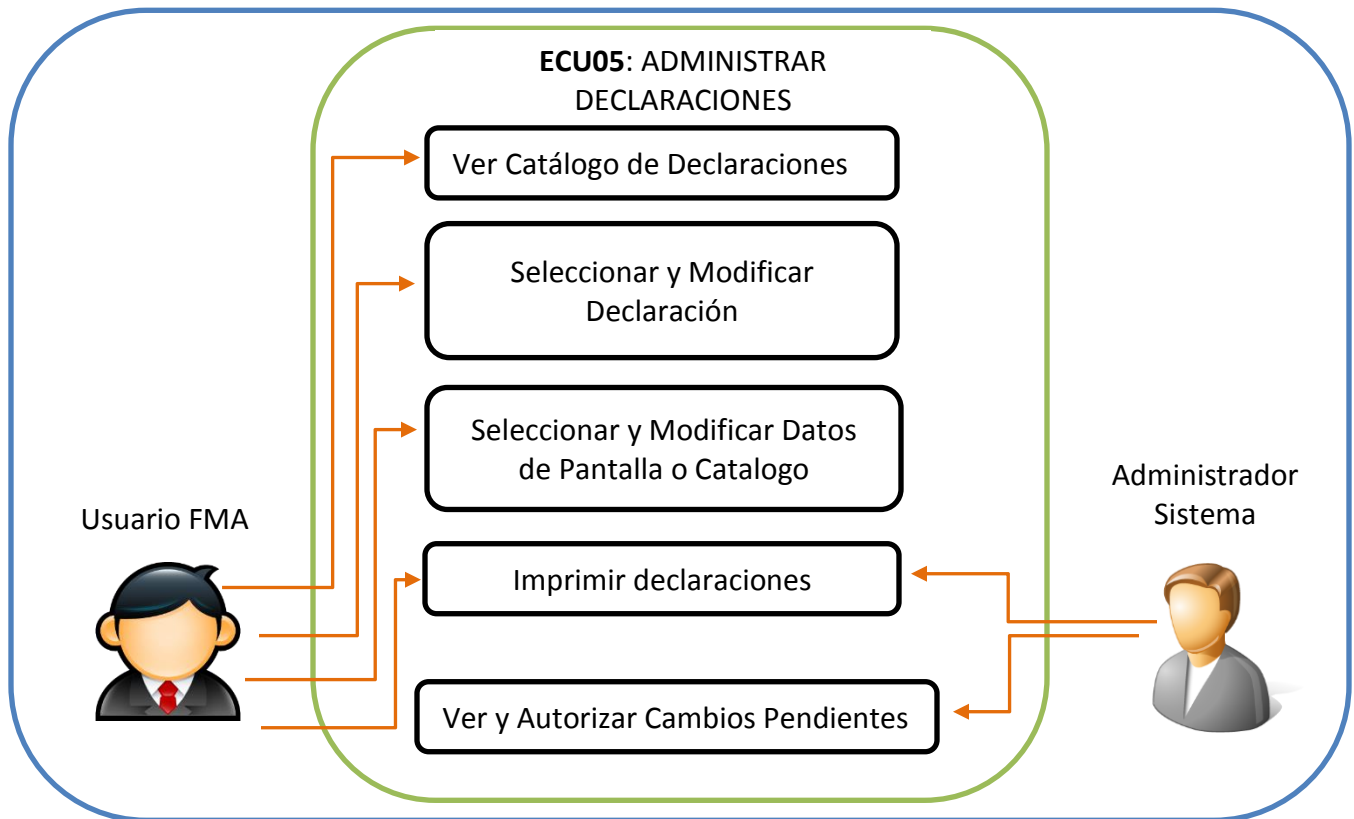 ECU05: ADMINISTRAR
DECLARACIONES
Ver Catálogo de Declaraciones
Seleccionar y Modificar
Declaración
Seleccionar y Modificar Datos
de Pantalla o Catalogo
Administrador
Sistema
Usuario FMA
Imprimir declaraciones
Ver y Autorizar Cambios Pendientes